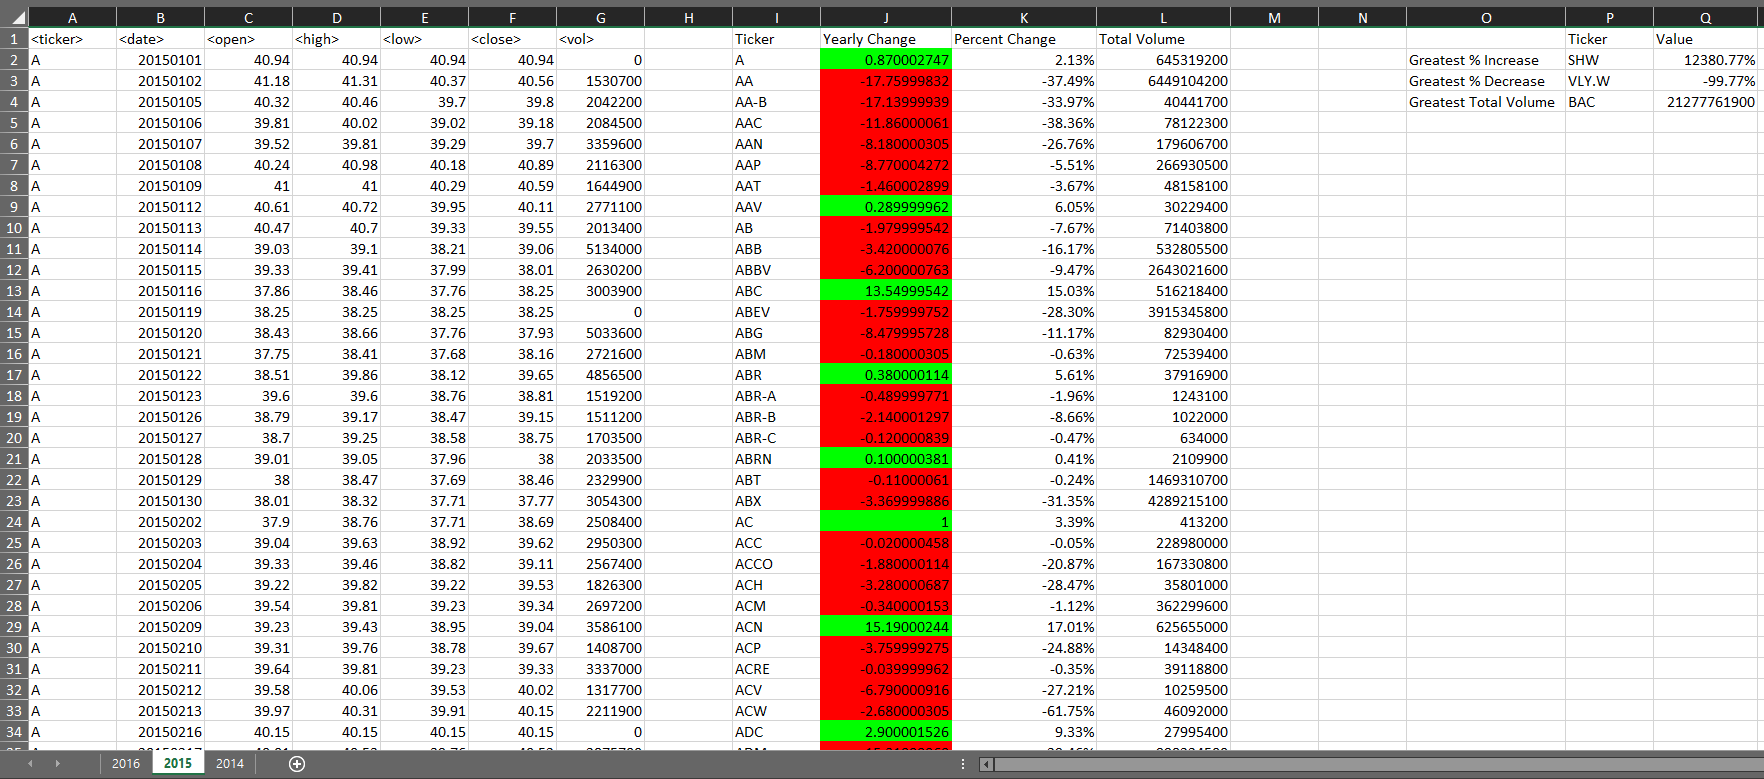 A B C D E F G H I J K L M N O P Q
1 <ticker> <date> <open> <high> <low> <close> <vol> Ticker Yearly Change Percent Change Total Volume Ticker Value
2 A 20150101 40.94 40.94 40.94 40.94 0 A 0.870002747 2.13% 645319200 Greatest % Increase SHW 12380.77%
3 A 20150102 41.18 41.31 40.37 40.56 1530700 AA -17.75999832 -37.49% 6449104200 Greatest % Decrease VLY.W -99.77%
4 A 20150105 40.32 40.46 39.7 39.8 2042200 AA-B -17.13999939 -33.97% 40441700 Greatest Total Volume BAC 21277761900
5 A 20150106 39.81 40.02 39.02 39.18 2084500 AAC -11.86000061 -38.36% 78122300
6 A 20150107 39.52 39.81 39.29 39.7 3359600 AAN -8.180000305 -26.76% 179606700
7 A 20150108 40.24 40.98 40.18 40.89 2116300 AAP -8.770004272 -5.51% 266930500
8 A 20150109 41 41 40.29 40.59 1644900 AAT -1.460002899 -3.67% 48158100
9 A 20150112 40.61 40.72 39.95 40.11 2771100 AAV 0.289999962 6.05% 30229400
10 A 20150113 40.47 40.7 39.33 39.55 2013400 AB -1.979999542 -7.67% 71403800
11 A 20150114 39.03 39.1 38.21 39.06 5134000 ABB -3.420000076 -16.17% 532805500
12 A 20150115 39.33 39.41 37.99 38.01 2630200 ABBV -6.200000763 -9.47% 2643021600
13 A 20150116 37.86 38.46 37.76 38.25 3003900 ABC 13.54999542 15.03% 516218400
14 A 20150119 38.25 38.25 38.25 38.25 0 ABEV -1.759999752 -28.30% 3915345800
15 A 20150120 38.43 38.66 37.76 37.93 5033600 ABG -8.479995728 -11.17% 82930400
16 A 20150121 37.75 38.41 37.68 38.16 2721600 ABM -0.180000305 -0.63% 72539400
17 A 20150122 38.51 39.86 38.12 39.65 4856500 ABR 0.380000114 5.61% 37916900
18 A 20150123 39.6 39.6 38.76 38.81 1519200 ABR-A -0.489999771 -1.96% 1243100
19 A 20150126 38.79 39.17 38.47 39.15 1511200 ABR-B -2.140001297 -8.66% 1022000
20 A 20150127 38.7 39.25 38.58 38.75 1703500 ABR-C -0.120000839 -0.47% 634000
21 A 20150128 39.01 39.05 37.96 38 2033500 ABRN 0.100000381 0.41% 2109900
22 A 20150129 38 38.47 37.69 38.46 2329900 ABT -0.11000061 -0.24% 1469310700
23 A 20150130 38.01 38.32 37.71 37.77 3054300 ABX -3.369999886 -31.35% 4289215100
24 A 20150202 37.9 38.76 37.71 38.69 2508400 AC 1 3.39% 413200
25 A 20150203 39.04 39.63 38.92 39.62 2950300 ACC -0.020000458 -0.05% 228980000
26 A 20150204 39.33 39.46 38.82 39.11 2567400 ACCO -1.880000114 -20.87% 167330800
27 A 20150205 39.22 39.82 39.22 39.53 1826300 ACH -3.280000687 -28.47% 35801000
28 A 20150206 39.54 39.81 39.23 39.34 2697200 ACM -0.340000153 -1.12% 362299600
29 A 20150209 39.23 39.43 38.95 39.04 3586100 ACN 15.19000244 17.01% 625655000
30 A 20150210 39.31 39.76 38.78 39.67 1408700 ACP -3.759999275 -24.88% 14348400
31 A 20150211 39.64 39.81 39.23 39.33 3337000 ACRE -0.039999962 -0.35% 39118800
32 A 20150212 39.58 40.06 39.53 40.02 1317700 ACV -6.790000916 -27.21% 10259500
33 A 20150213 39.97 40.31 39.91 40.15 2211900 ACW -2.680000305 -61.75% 46092000
34 A 20150216 40.15 40.15 40.15 40.15 0 ADC 2.900001526 9.33% 27995400
2016 2015 2014